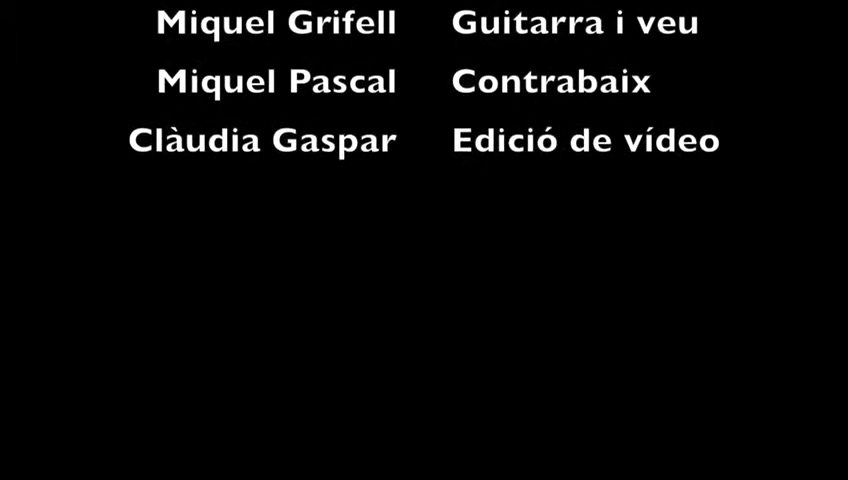 Miquel Grifell Guitarra i veu
Miquel Pascal Contrabaix
Clàudia Gaspar Edició de vídeo